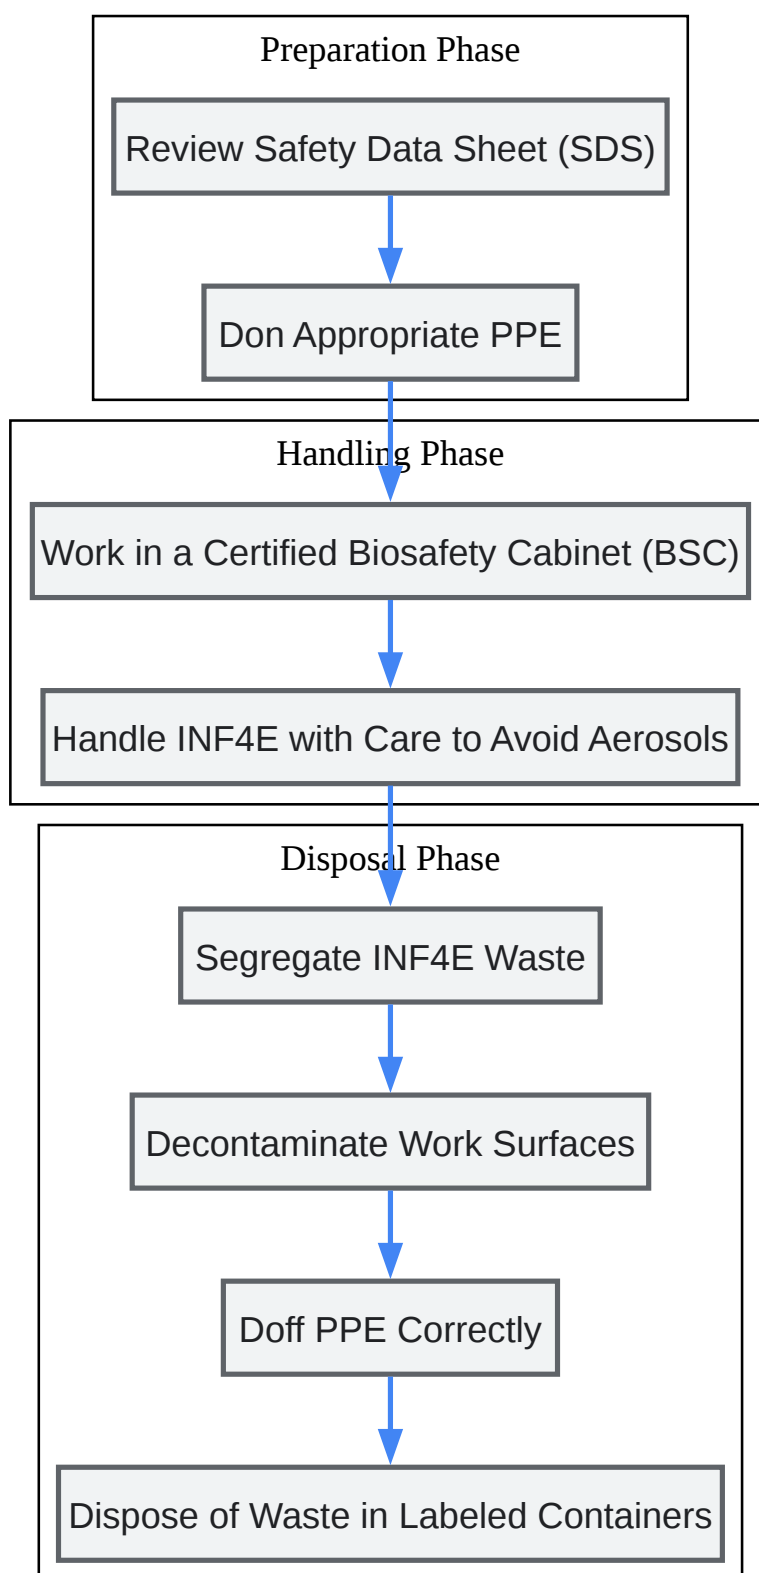 Preparation Phase
Review Safety Data Sheet (SDS)
Don Appropriate PPE
Handling Phase
Work in a Certified Biosafety Cabinet (BSC)
Handle INF4E with Care to Avoid Aerosols
Disposal Phase
Segregate INF4E Waste
Decontaminate Work Surfaces
Doff PPE Correctly
Dispose of Waste in Labeled Containers